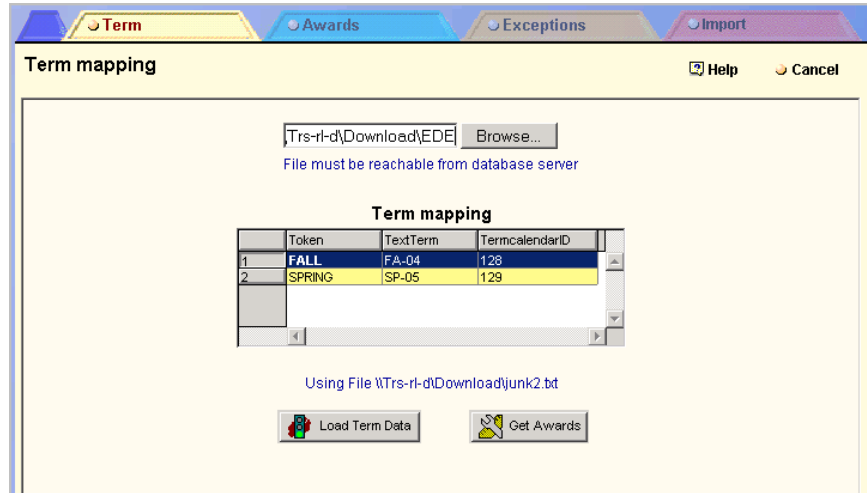 Term Awards Exceptions Import
Term mapping Help Cancel
Trs-rl-d\Download\EDE Browse...
File must be reachable from database server
Term mapping
Token TextTerm TermcalendarID
1 FALL FA-04 128
2 SPRING SP-05 129
Using File \\Trs-rl-d\Download\junk2.txt
Load Term Data Get Awards